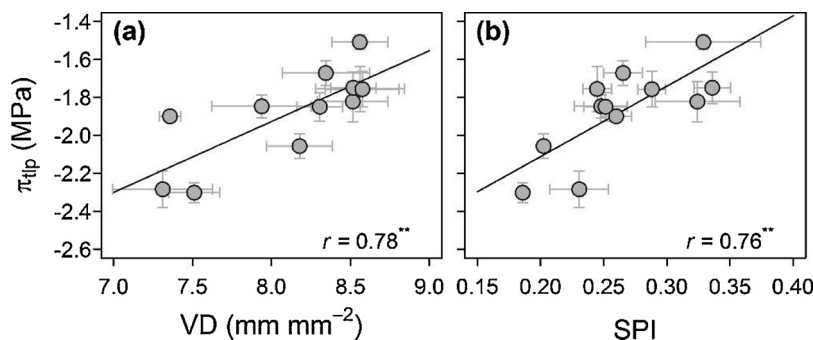 (a)
(b)
π_tlp (MPa)
-1.4
-1.6
-1.8
-2.0
-2.2
-2.4
-2.6
r = 0.78**
r = 0.76**
7.0 7.5 8.0 8.5 9.0
0.15 0.20 0.25 0.30 0.35 0.40
VD (mm mm⁻²)
SPI